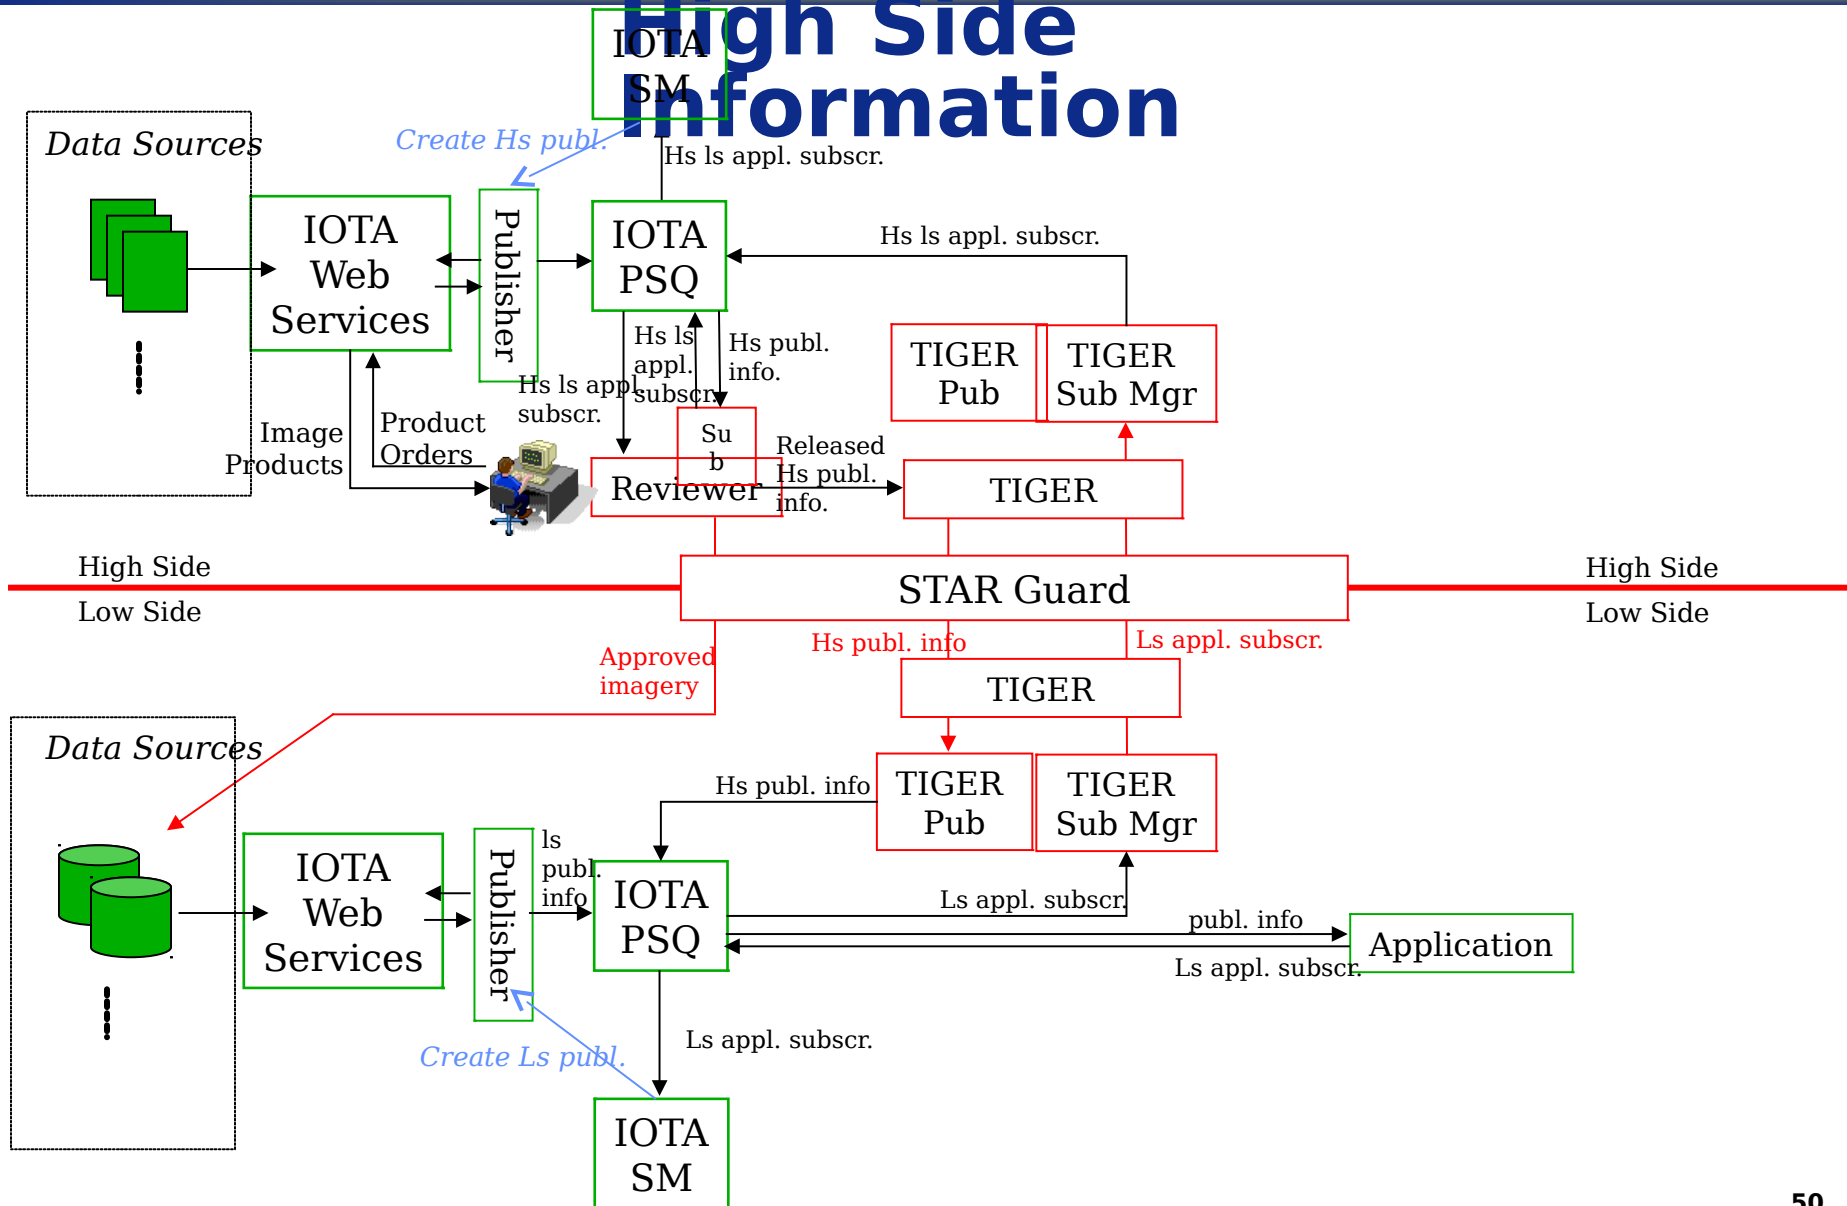 High Side
Information
IOTA
SM
Data Sources
Create Hs publ.
Hs ls appl. subscr.
IOTA
Web
Services
Publisher
IOTA
PSQ
Hs ls appl. subscr.
Hs ls
appl.
subscr.
Hs publ.
info.
TIGER
Pub
TIGER
Sub Mgr
Hs ls appl.
subscr.
Image
Products
Product
Orders
Su
b
Reviewer
Released
Hs publ.
info.
TIGER
High Side
Low Side
STAR Guard
High Side
Low Side
Approved
imagery
Hs publ. info
Ls appl. subscr.
TIGER
Data Sources
Hs publ. info
TIGER
Pub
TIGER
Sub Mgr
IOTA
Web
Services
Publisher
ls
publ.
info
IOTA
PSQ
Ls appl. subscr.
publ. info
Application
Ls appl. subscr.
Create Ls publ.
Ls appl. subscr.
IOTA
SM
50